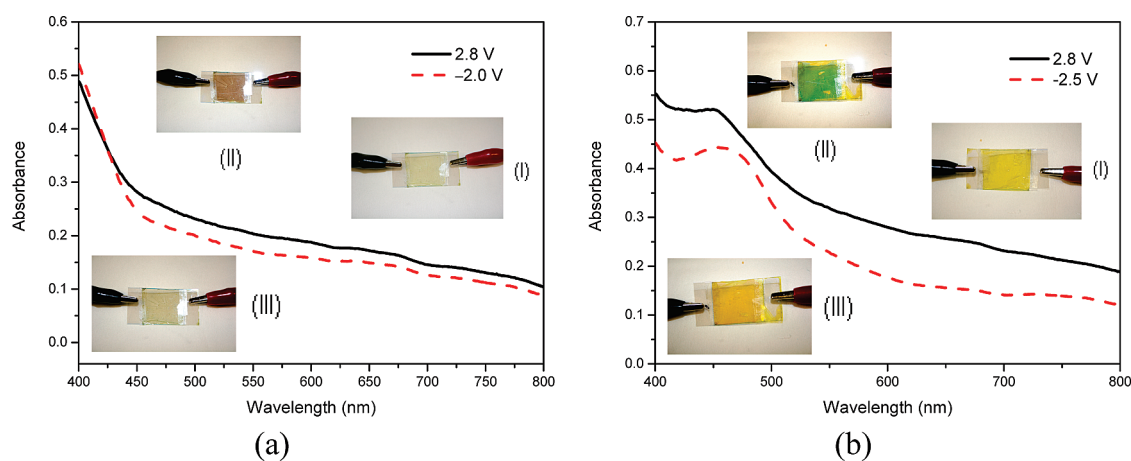 0.6
0.5
0.4
0.3
0.2
0.1
0.0
Absorbance
400 450 500 550 600 650 700 750 800
Wavelength (nm)
2.8 V
–2.0 V
(II)
(I)
(III)
(a)
0.7
0.6
0.5
0.4
0.3
0.2
0.1
0.0
Absorbance
400 500 600 700 800
Wavelength (nm)
2.8 V
-2.5 V
(II)
(I)
(III)
(b)